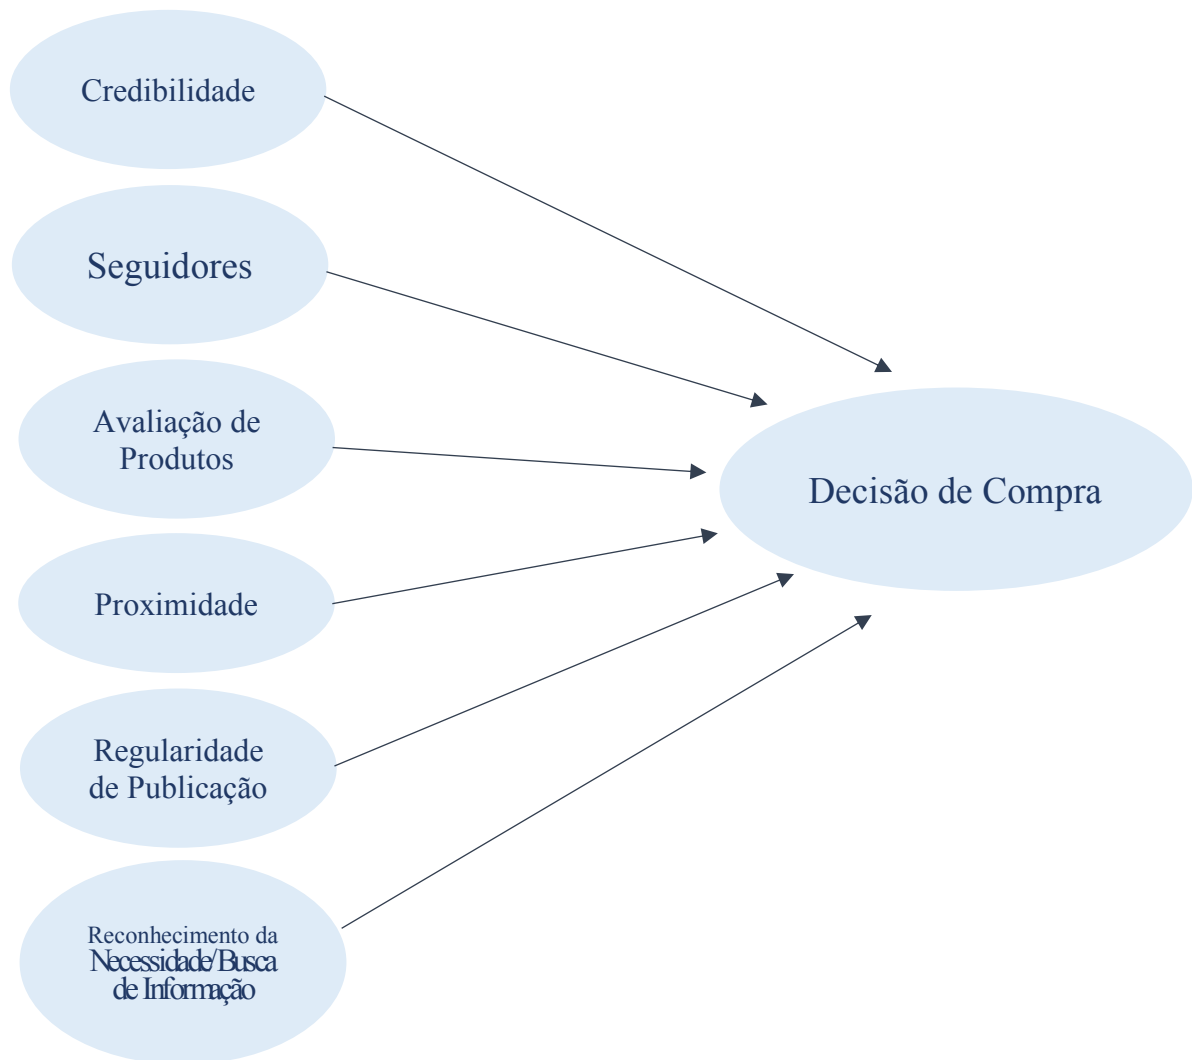 Credibilidade
Seguidores
Avaliação de
Produtos
Decisão de Compra
Proximidade
Regularidade
de Publicação
Reconhecimento da
Necessidade/Busca
de Informação